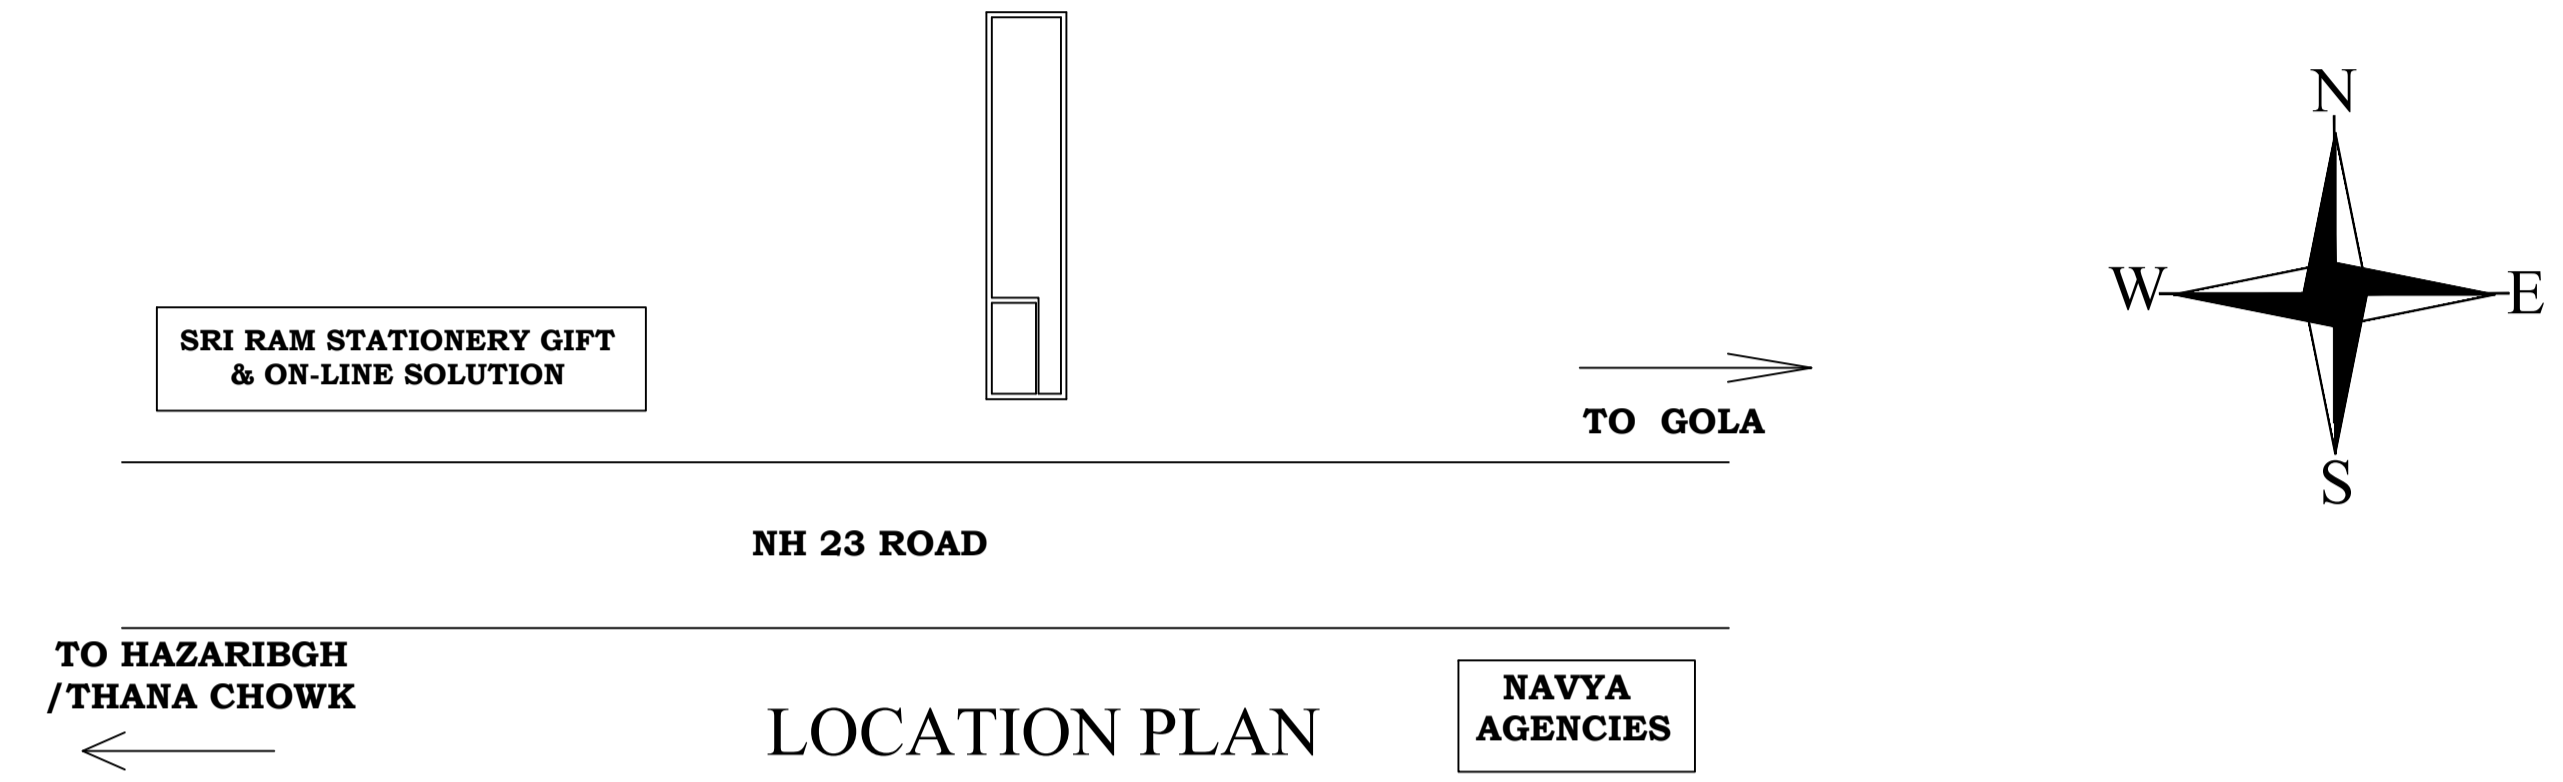 N
W
E
S
SRI RAM STATIONERY GIFT
& ON-LINE SOLUTION
TO GOLA
NH 23 ROAD
TO HAZARIBGH
/THANA CHOWK
LOCATION PLAN
NAVYA
AGENCIES